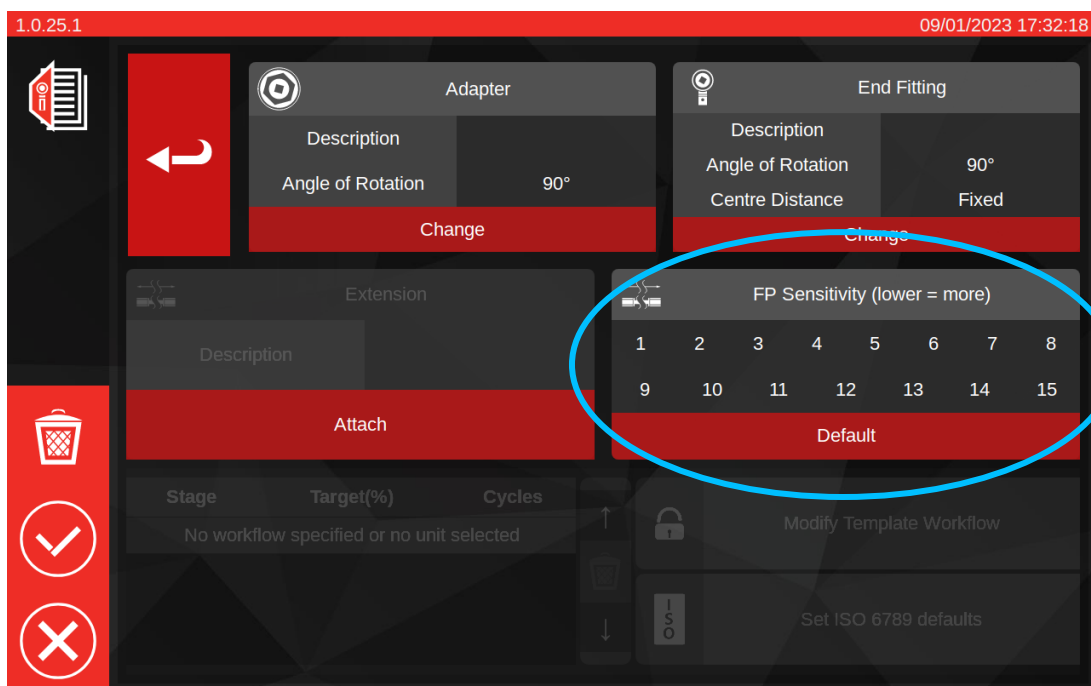 1.0.25.1 09/01/2023 17:32:18
Adapter
Description
Angle of Rotation 90°
Change
End Fitting
Description
Angle of Rotation 90°
Centre Distance Fixed
Change
Extension
Description
Attach
FP Sensitivity (lower = more)
1 2 3 4 5 6 7 8
9 10 11 12 13 14 15
Default
Stage Target(%) Cycles
No workflow specified or no unit selected
↑
↓
Modify Template Workflow
ISO
Set ISO 6789 defaults